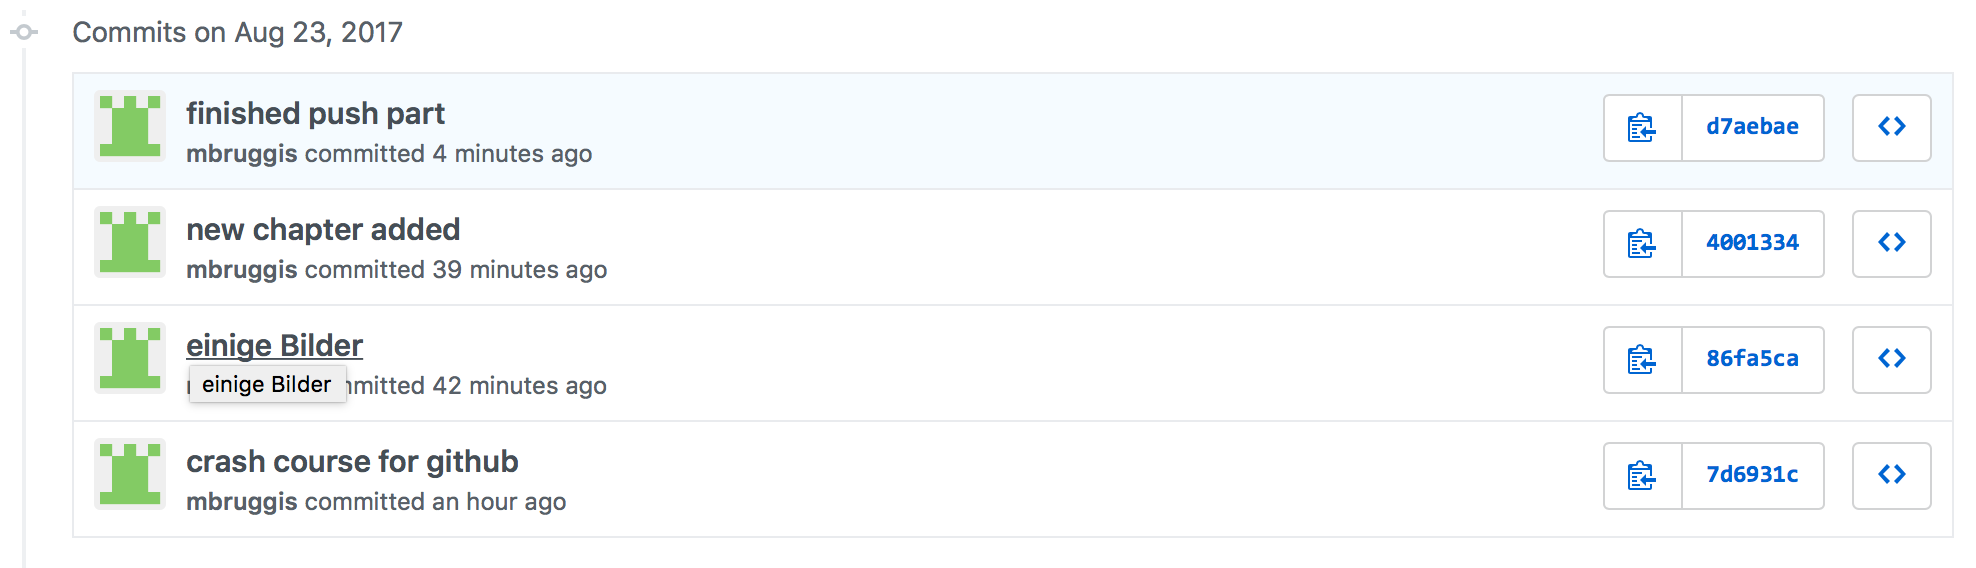 Commits on Aug 23, 2017
finished push part
mbruggis committed 4 minutes ago
d7aebae
new chapter added
mbruggis committed 39 minutes ago
4001334
einige Bilder
einige Bilder
42 minutes ago
86fa5ca
crash course for github
mbruggis committed an hour ago
7d6931c